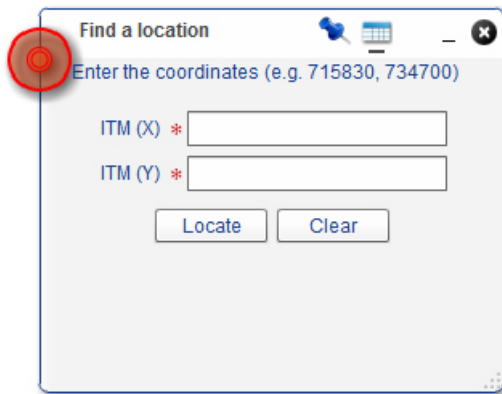 Find a location
Enter the coordinates (e.g. 715830, 734700)
ITM (X) *
ITM (Y) *
Locate Clear